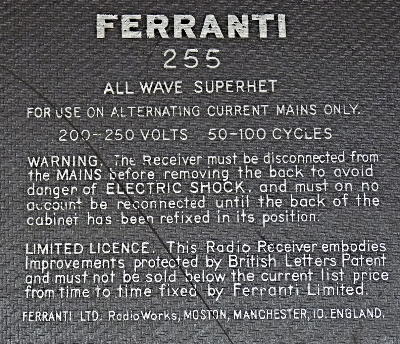 FERRANTI
255
ALL WAVE SUPERHET
FOR USE ON ALTERNATING CURRENT MAINS ONLY.
200-250 VOLTS 50-100 CYCLES
WARNING. The Receiver must be disconnected from
the MAINS before removing the back to avoid
danger of ELECTRIC SHOCK, and must on no
account be reconnected until the back of the
cabinet has been refixed in its position.
LIMITED LICENCE. This Radio Receiver embodies
Improvements protected by British Letters Patent
and must not be sold below the current list price
from time to time fixed by Ferranti Limited.
FERRANTI LTD. Radio Works, MOSTON, MANCHESTER, 10. ENGLAND.